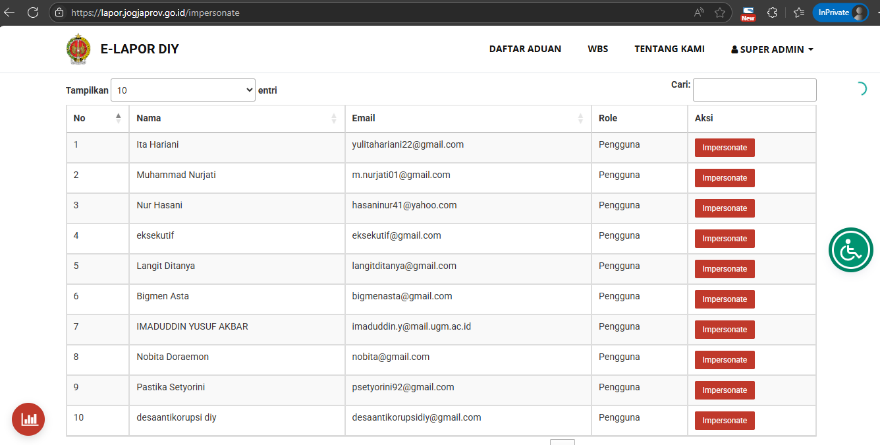 https://lapor.jogjaprov.go.id/impersonate
New
InPrivate
E-LAPOR DIY
DAFTAR ADUAN WBS TENTANG KAMI SUPER ADMIN
Tampilkan 10 entri
Cari:
No Nama Email Role Aksi
1 Ita Hariani yulitahariani22@gmail.com Pengguna Impersonate
2 Muhammad Nurjati m.nurjati01@gmail.com Pengguna Impersonate
3 Nur Hasani hasaninur41@yahoo.com Pengguna Impersonate
4 eksekutif eksekutif@gmail.com Pengguna Impersonate
5 Langit Ditanya langitditanya@gmail.com Pengguna Impersonate
6 Bigmen Asta bigmenasta@gmail.com Pengguna Impersonate
7 IMADUDDIN YUSUF AKBAR imaduddin.y@mail.ugm.ac.id Pengguna Impersonate
8 Nobita Doraemon nobita@gmail.com Pengguna Impersonate
9 Pastika Setyorini psetyorini92@gmail.com Pengguna Impersonate
10 desaantikorupsi diy desaantikorupsidiy@gmail.com Pengguna Impersonate